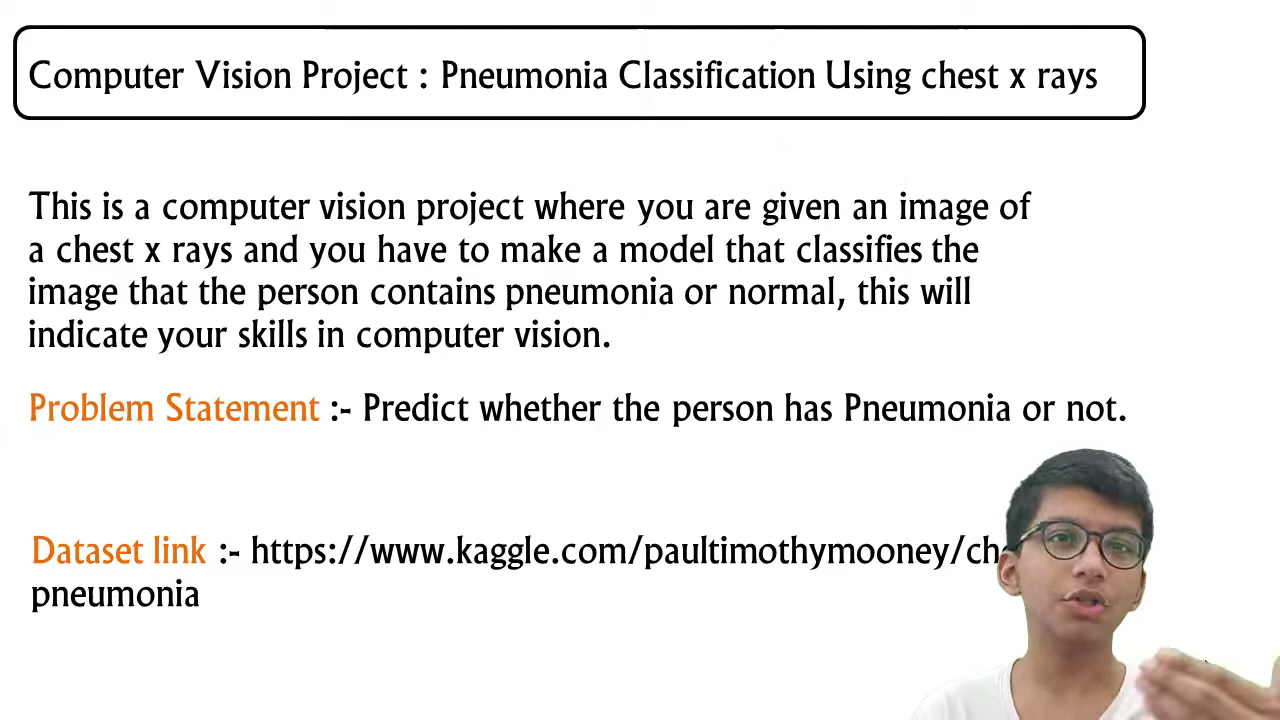 Computer Vision Project : Pneumonia Classification Using chest x rays
This is a computer vision project where you are given an image of
a chest x rays and you have to make a model that classifies the
image that the person contains pneumonia or normal, this will
indicate your skills in computer vision.
Problem Statement :- Predict whether the person has Pneumonia or not.
Dataset link :- https://www.kaggle.com/paultimothymooney/ch
pneumonia